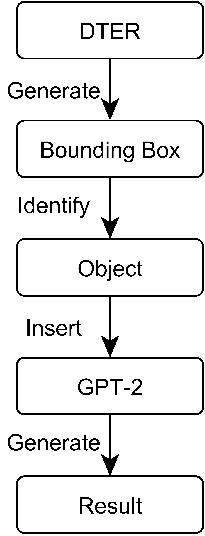 DTER
Generate
Bounding Box
Identify
Object
Insert
GPT-2
Generate
Result